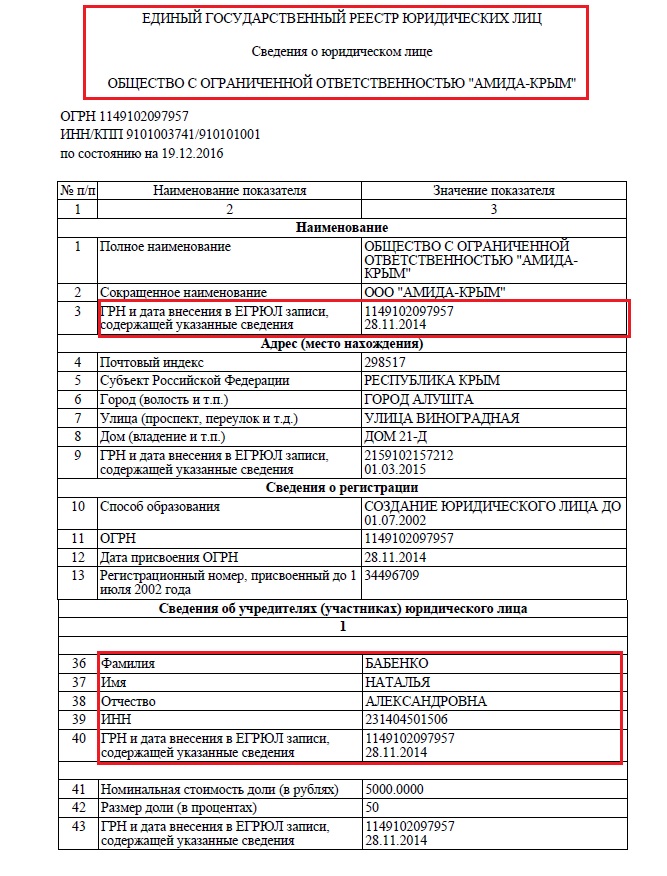 ЕДИНЫЙ ГОСУДАРСТВЕННЫЙ РЕЕСТР ЮРИДИЧЕСКИХ ЛИЦ
Сведения о юридическом лице
ОБЩЕСТВО С ОГРАНИЧЕННОЙ ОТВЕТСТВЕННОСТЬЮ "АМИДА-КРЫМ"
ОГРН 1149102097957
ИНН/КПП 9101003741/910101001
по состоянию на 19.12.2016
№ п/п Наименование показателя Значение показателя
1 2 3
Наименование
1 Полное наименование ОБЩЕСТВО С ОГРАНИЧЕННОЙ
ОТВЕТСТВЕННОСТЬЮ "АМИДА-
КРЫМ"
2 Сокращенное наименование ООО "АМИДА-КРЫМ"
3 ГРН и дата внесения в ЕГРЮЛ записи, 1149102097957
содержащей указанные сведения 28.11.2014
Адрес (место нахождения)
4 Почтовый индекс 298517
5 Субъект Российской Федерации РЕСПУБЛИКА КРЫМ
6 Город (волость и т.п.) ГОРОД АЛУШТА
7 Улица (проспект, переулок и т.д.) УЛИЦА ВИНОГРАДНАЯ
8 Дом (владение и т.п.) ДОМ 21-Д
9 ГРН и дата внесения в ЕГРЮЛ записи, 2159102157212
содержащей указанные сведения 01.03.2015
Сведения о регистрации
10 Способ образования СОЗДАНИЕ ЮРИДИЧЕСКОГО ЛИЦА ДО
01.07.2002
11 ОГРН 1149102097957
12 Дата присвоения ОГРН 28.11.2014
13 Регистрационный номер, присвоенный до 1 34496709
июля 2002 года
Сведения об учредителях (участниках) юридического лица
1
36 Фамилия БАБЕНКО
37 Имя НАТАЛЬЯ
38 Отчество АЛЕКСАНДРОВНА
39 ИНН 231404501506
40 ГРН и дата внесения в ЕГРЮЛ записи, 1149102097957
содержащей указанные сведения 28.11.2014
41 Номинальная стоимость доли (в рублях) 5000.0000
42 Размер доли (в процентах) 50
43 ГРН и дата внесения в ЕГРЮЛ записи, 1149102097957
содержащей указанные сведения 28.11.2014